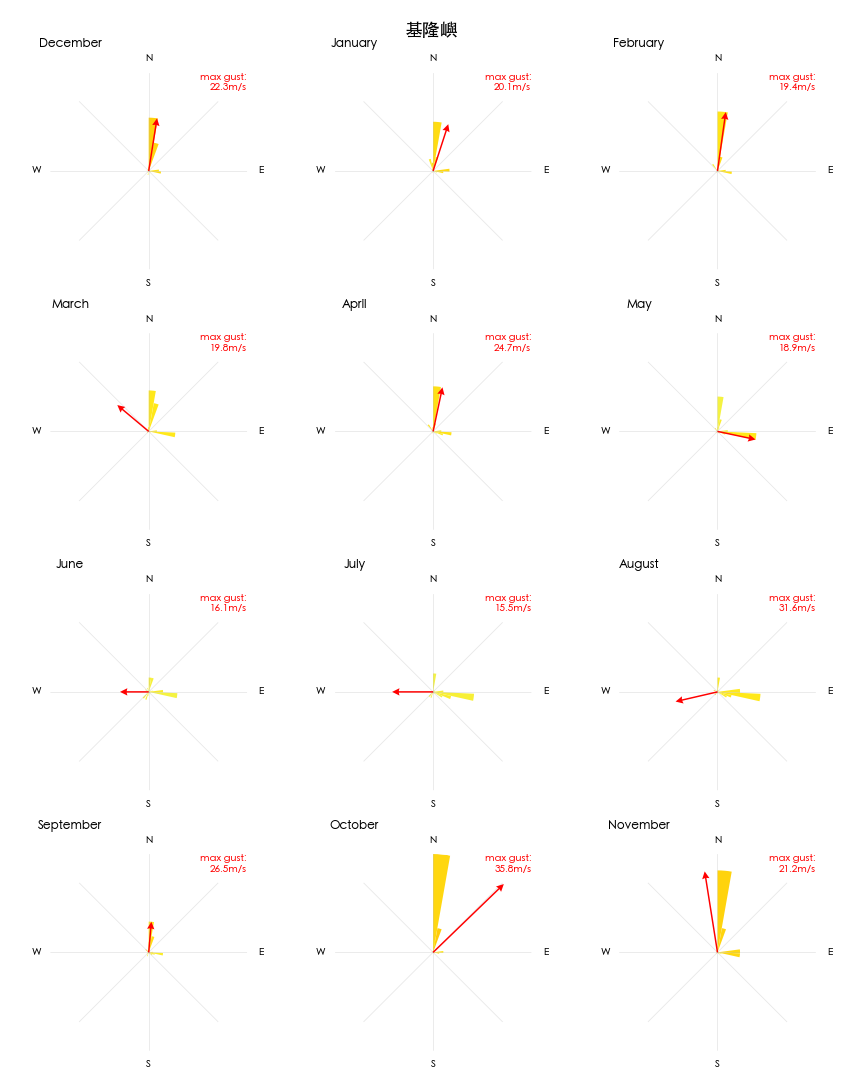 基隆嶼
December
N
max gust:
22.3m/s
W
E
S
January
N
max gust:
20.1m/s
W
E
S
February
N
max gust:
19.4m/s
W
E
S
March
N
max gust:
19.8m/s
W
E
S
April
N
max gust:
24.7m/s
W
E
S
May
N
max gust:
18.9m/s
W
E
S
June
N
max gust:
16.1m/s
W
E
S
July
N
max gust:
15.5m/s
W
E
S
August
N
max gust:
31.6m/s
W
E
S
September
N
max gust:
26.5m/s
W
E
S
October
N
max gust:
35.8m/s
W
E
S
November
N
max gust:
21.2m/s
W
E
S